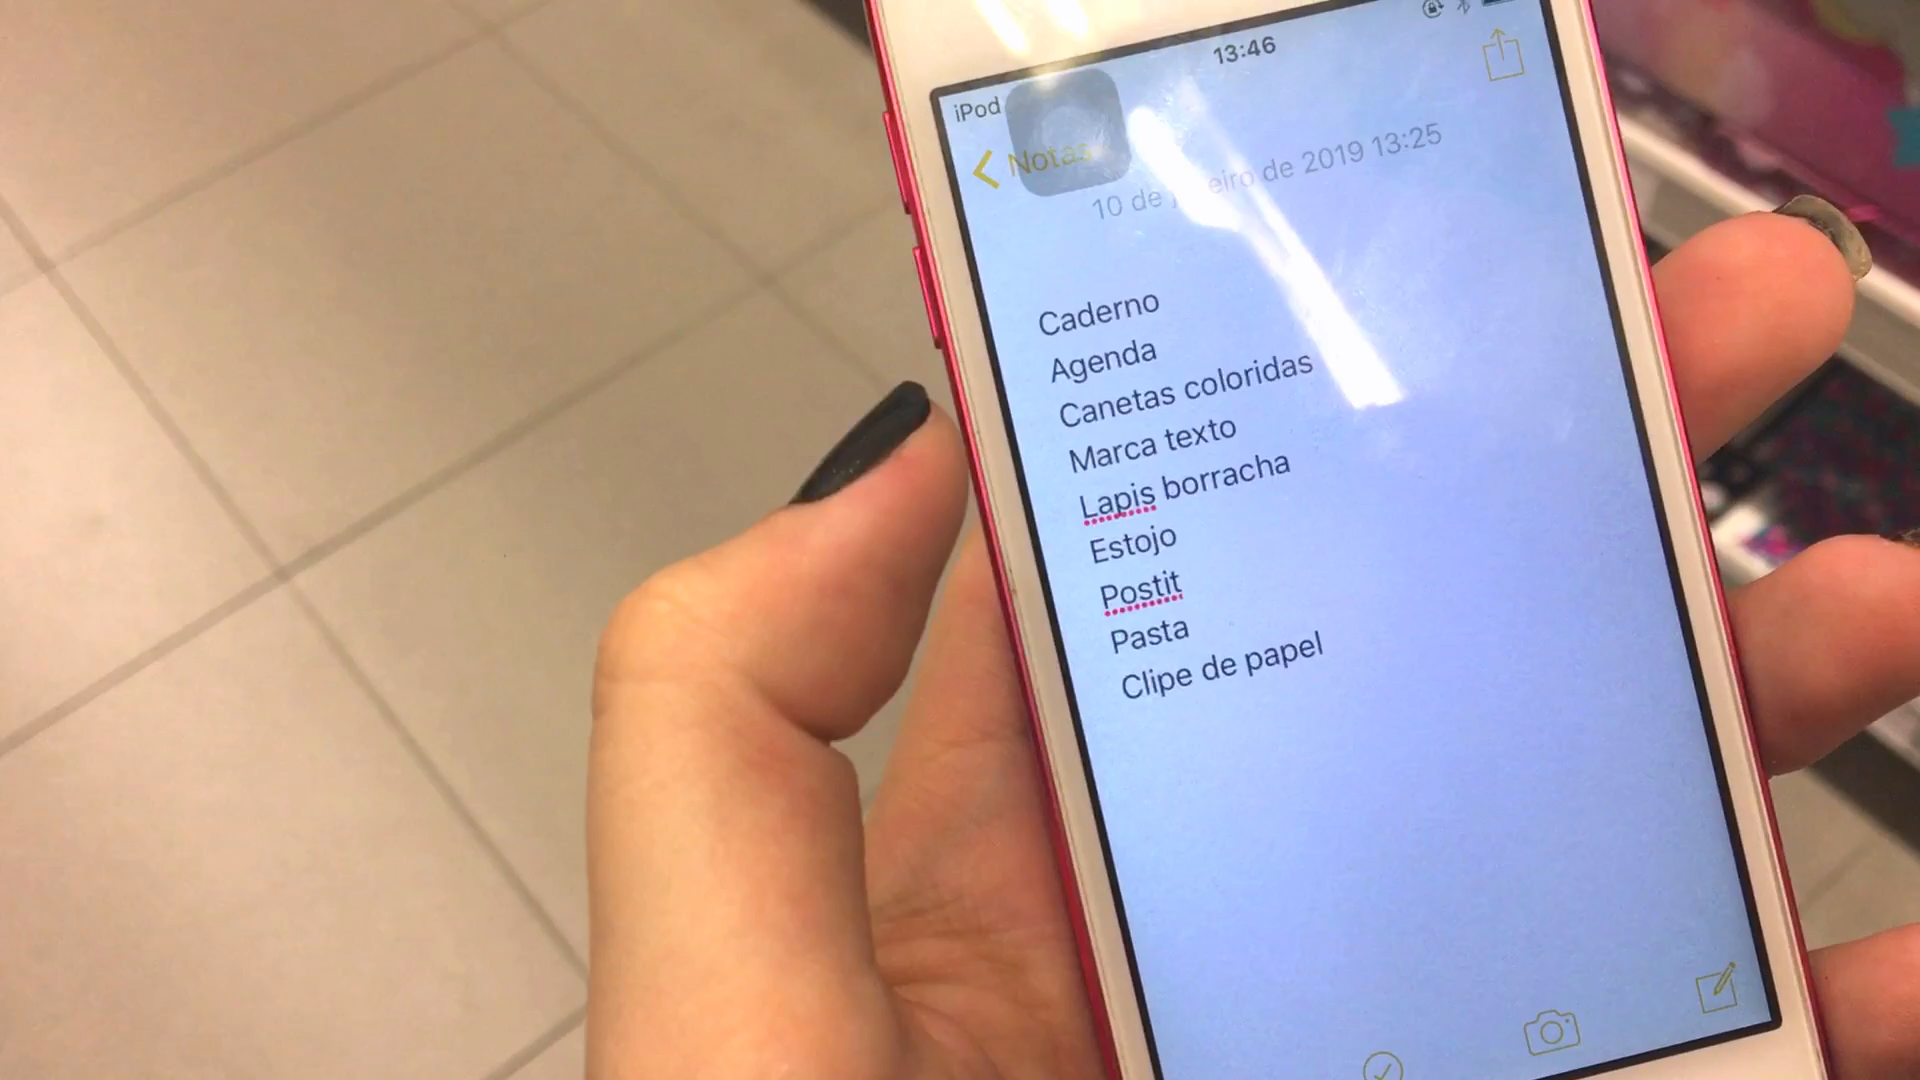 13:46
iPod
Notas
10 de janeiro de 2019 13:25
Caderno
Agenda
Canetas coloridas
Marca texto
Lapis borracha
Estojo
Postit
Pasta
Clipe de papel